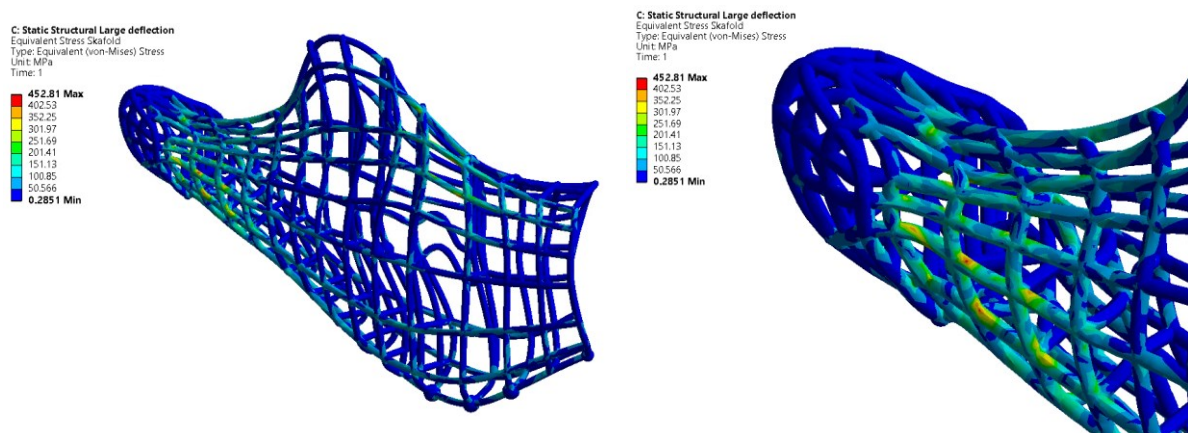 C: Static Structural Large deflection
Equivalent Stress Skafold
Type: Equivalent (von-Mises) Stress
Unit: MPa
Time: 1
452.81 Max
402.53
352.25
301.97
251.69
201.41
151.13
100.85
50.566
0.2851 Min
C: Static Structural Large deflection
Equivalent Stress Skafold
Type: Equivalent (von-Mises) Stress
Unit: MPa
Time: 1
452.81 Max
402.53
352.25
301.97
251.69
201.41
151.13
100.85
50.566
0.2851 Min